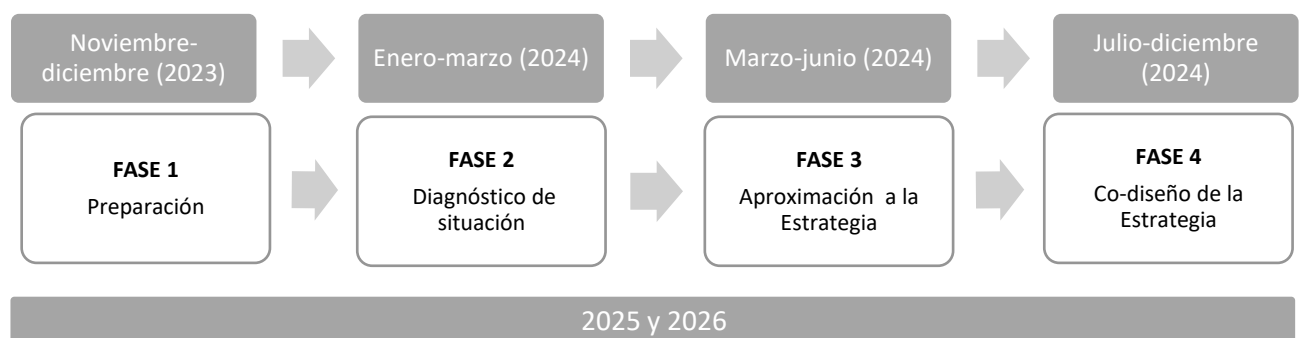 Noviembre-
diciembre (2023)
Enero-marzo (2024)
Marzo-junio (2024)
Julio-diciembre
(2024)
FASE 1
Preparación
FASE 2
Diagnóstico de
situación
FASE 3
Aproximación a la
Estrategia
FASE 4
Co-diseño de la
Estrategia
2025 y 2026